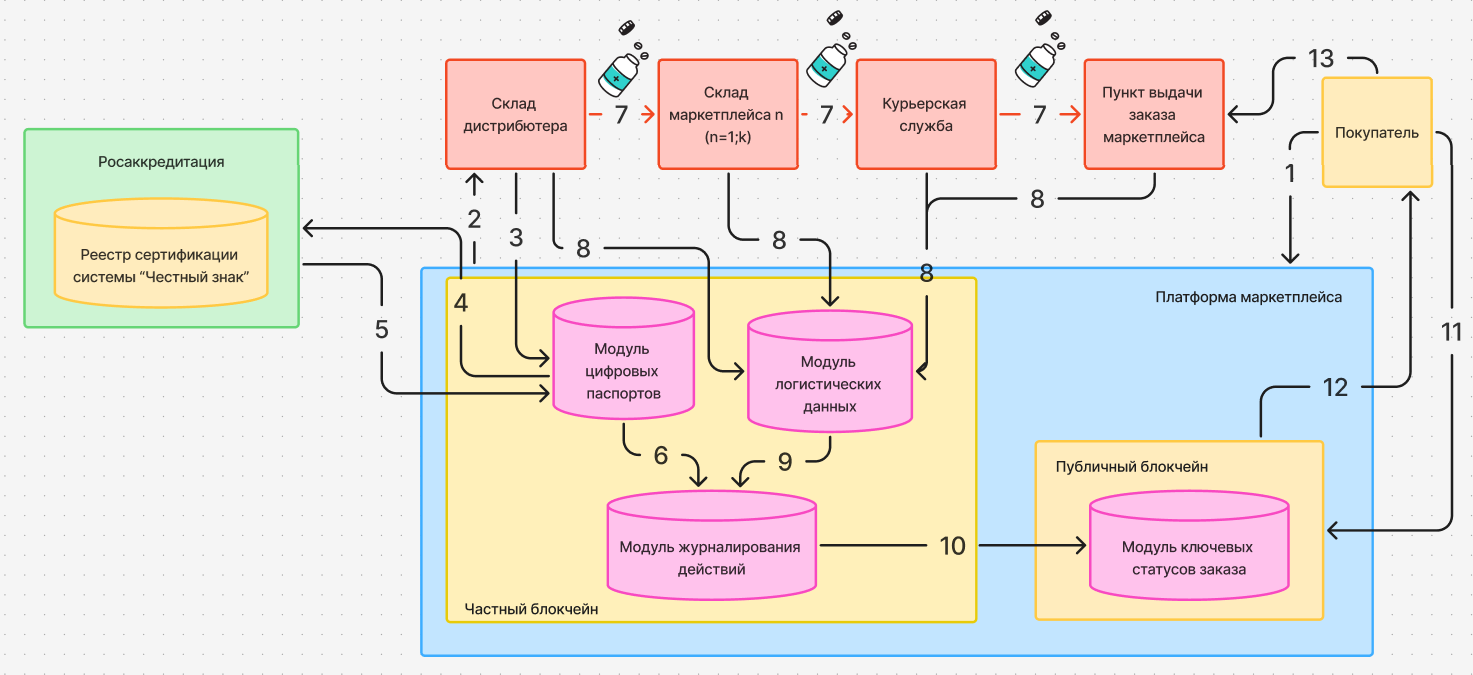 13
Склад
дистрибютера
7
Склад
маркетплейса n
(n=1;k)
7
Курьерская
служба
7
Пункт выдачи
заказа
маркетплейса
Покупатель
Росаккредитация
1
2
3
8
8
8
8
Реестр сертификации
системы “Честный знак”
4
5
Платформа маркетплейса
11
Модуль
цифровых
паспортов
Модуль
логистических
данных
12
6
9
Публичный блокчейн
Модуль журналирования
действий
10
Модуль ключевых
статусов заказа
Частный блокчейн